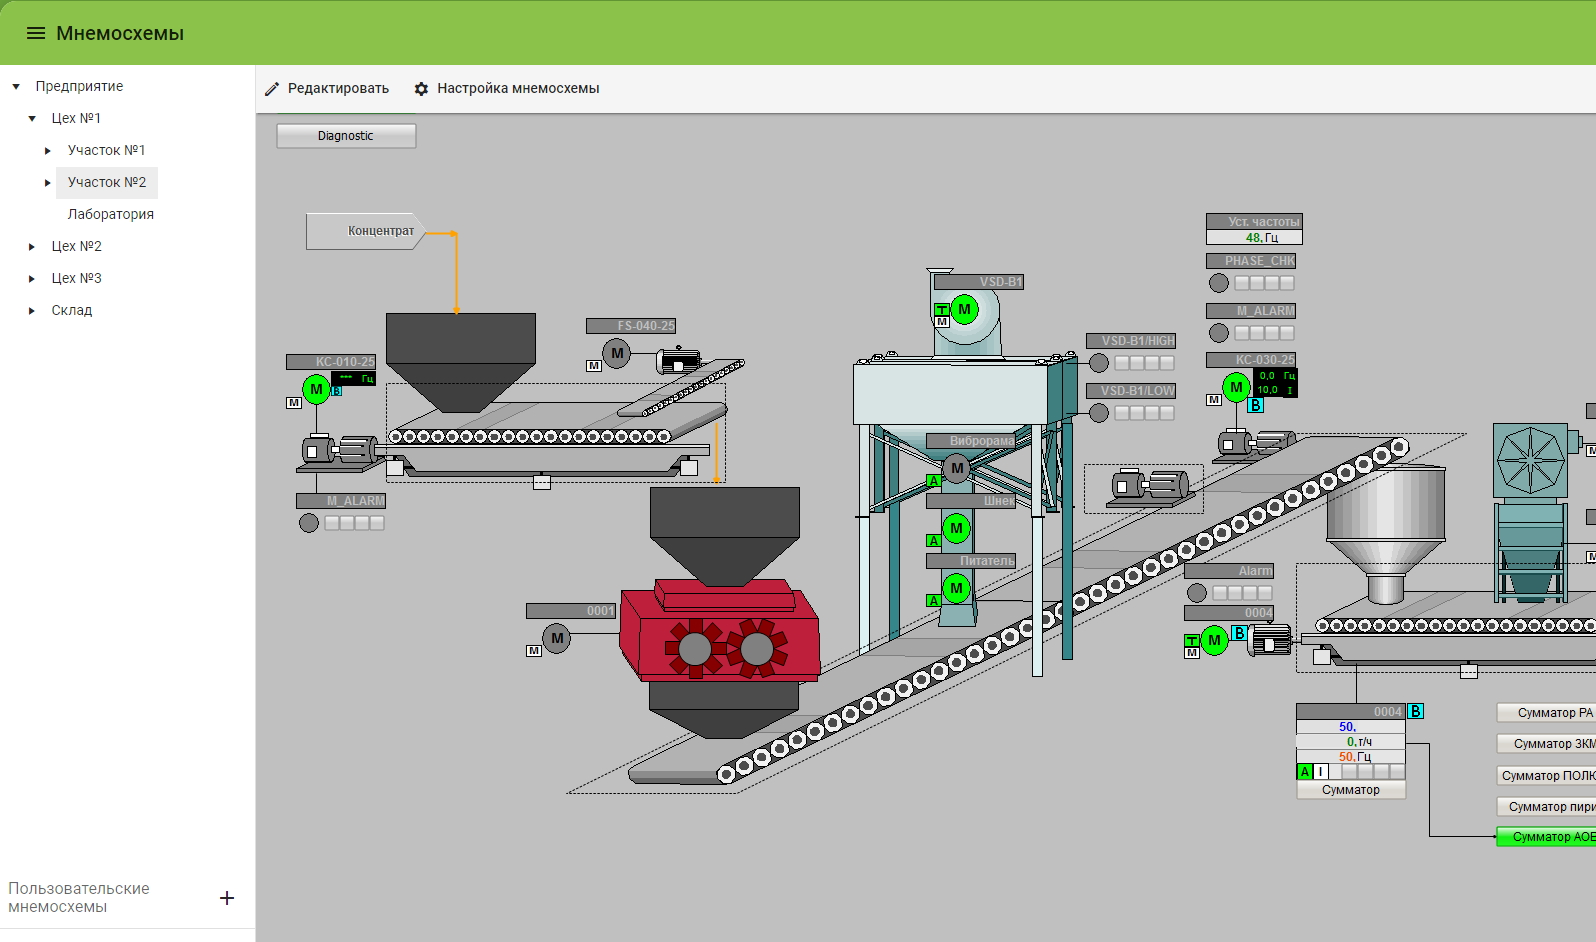 Мнемосхемы
Предприятие
Цех №1
Участок №1
Участок №2
Лаборатория
Цех №2
Цех №3
Склад
Пользовательские
мнемосхемы
Редактировать
Настройка мнемосхемы
Diagnostic
Концентрат
KC-010-25
*** Гц
M
B
M
M_ALARM
FS-040-25
M
M
0001
M
M
VSD-B1
T
M
M
VSD-B1/HIGH
VSD-B1/LOW
Виброрама
M
A
Шнек
M
A
Питатель
M
A
Уст. частоты
48, Гц
PHASE_CHK
M_ALARM
KC-030-25
M
0,0 Гц
10,0 I
M
B
Alarm
0004
T
M
B
M
0004
B
50,
0, т/ч
50, Гц
A
I
Сумматор
M
M
Сумматор РА
Сумматор ЗКМ
Сумматор
Сумматор пири
Сумматор АОЕ